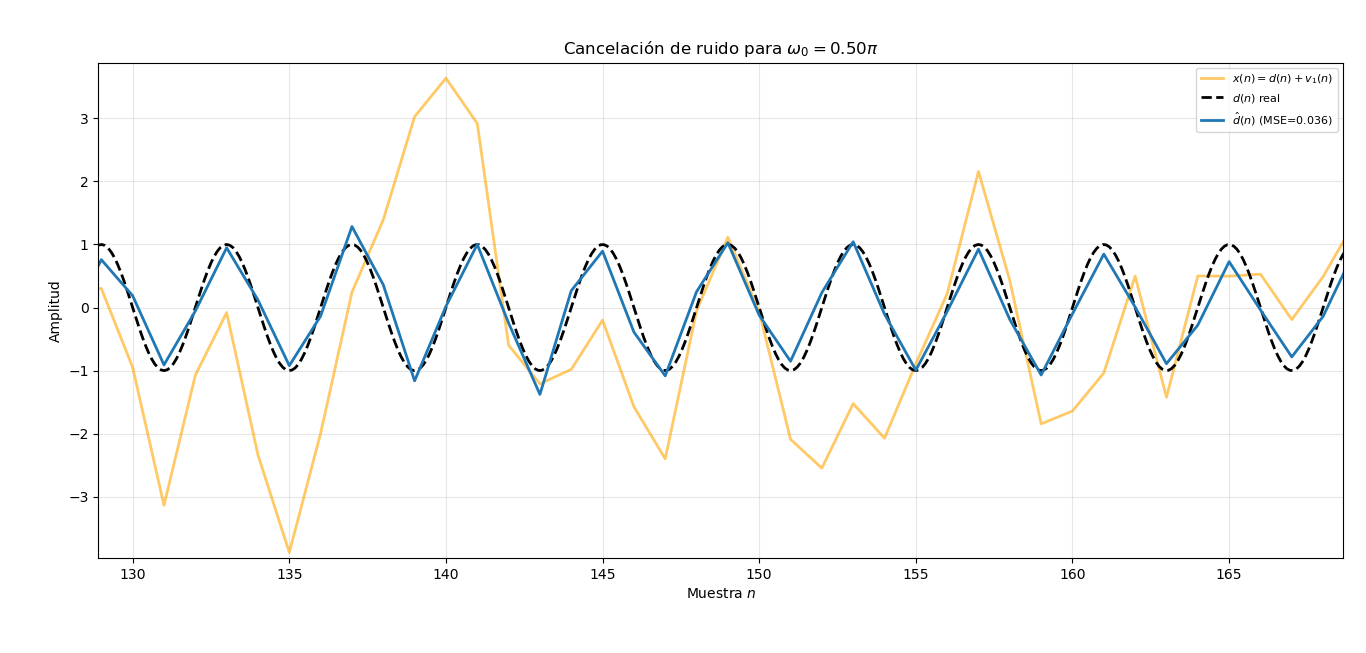 Cancelación de ruido para ω₀ = 0.50π
x(n) = d(n) + v₁(n)
d(n) real
d̂(n) (MSE=0.036)
Amplitud
3
2
1
0
−1
−2
−3
130 135 140 145 150 155 160 165
Muestra n